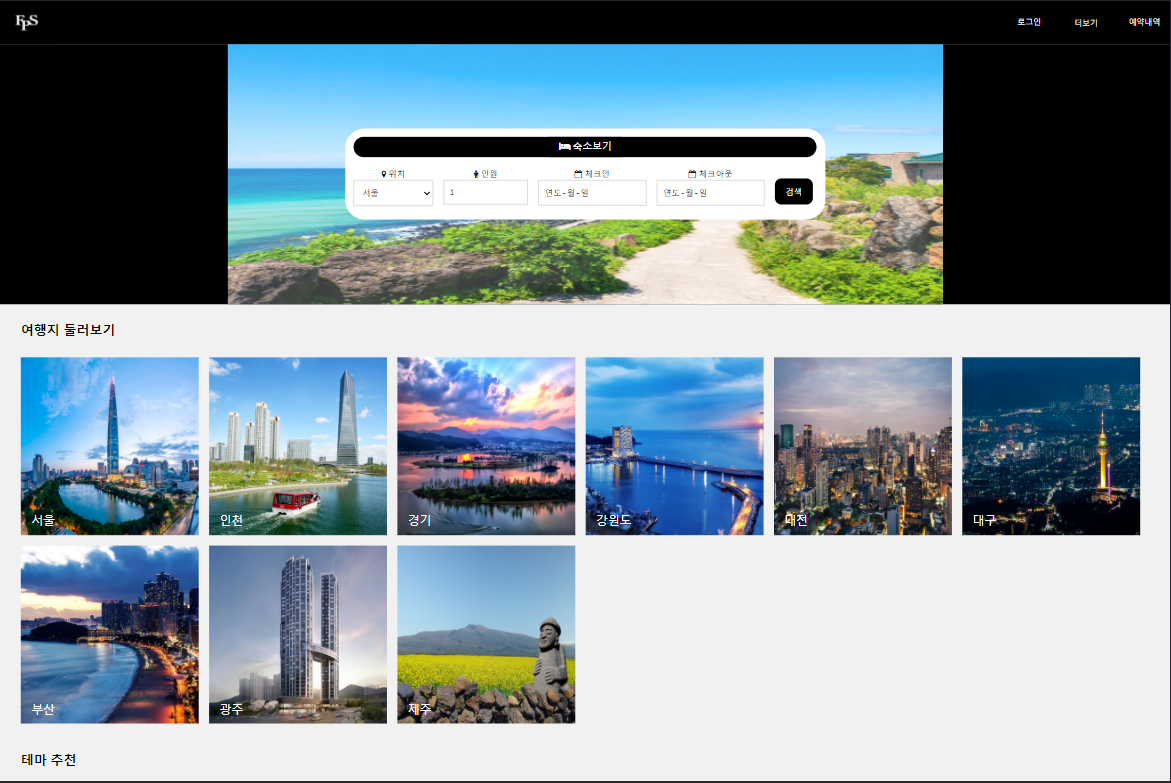 FPS
로그인 더보기 예약내역
숙소보기
위치 인원 체크인 체크아웃
서울 1 연도-월-일 연도-월-일 검색
여행지 둘러보기
서울 인천 경기 강원도 대전 대구
부산 광주 제주
테마 추천